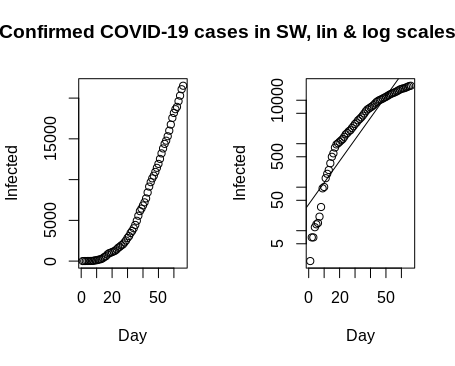 Confirmed COVID-19 cases in SW, lin & log scales
Infected
15000
5000
0
0 20 50
Day
Infected
10000
500
50
5
0 20 50
Day